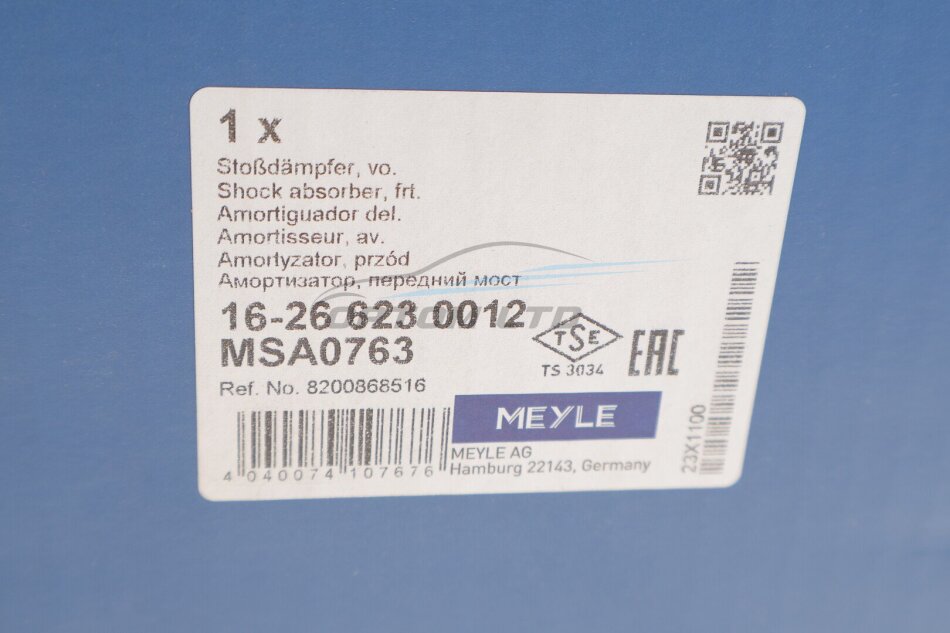 1 x
Stoßdämpfer, vo.
Shock absorber, frt.
Amortiguador del.
Amortisseur, av.
Amortyzator, przód
Амортизатор, передний мост
16-26 623 0012
MSA0763
TSE
TS 3034
EAC
Ref. No. 8200868516
MEYLE
MEYLE AG
Hamburg 22143, Germany
4 040074 107676
23X1100